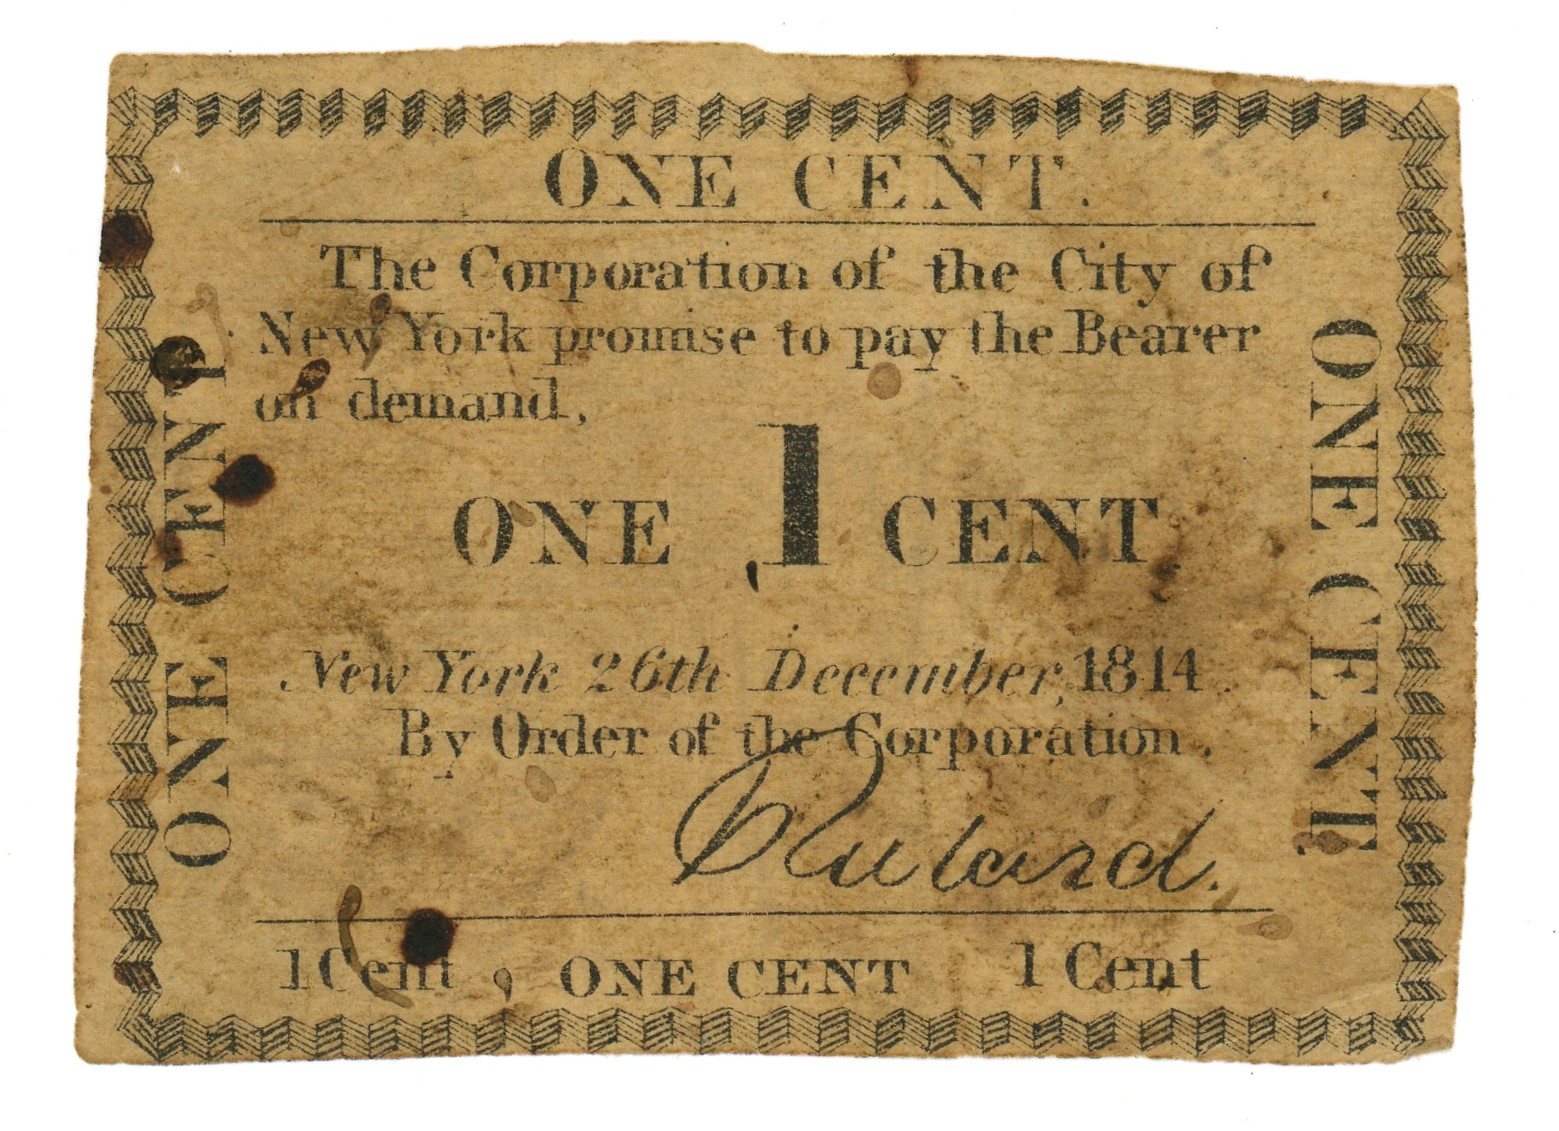 ONE CENT.
The Corporation of the City of
New York promise to pay the Bearer
on demand,
ONE 1 CENT
New York 26th December, 1814.
By Order of the Corporation.
1 Cent, ONE CENT 1 Cent
ONE CENT
ONE CENT